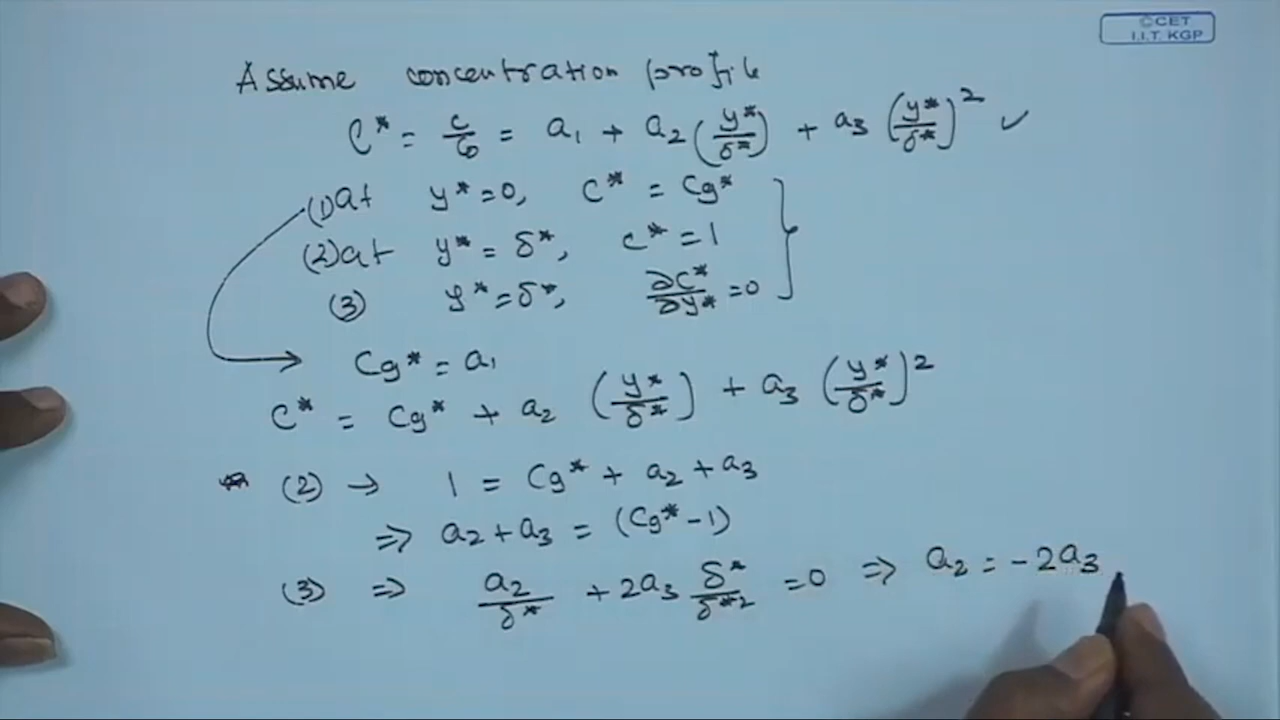 ©CET
I.I.T. KGP
Assume concentration profile
C* = c/c₀ = a₁ + a₂ (y*/δ*) + a₃ (y*/δ*)² ✓
(1) at y* = 0, C* = Cg*
(2) at y* = δ*, c* = 1
(3) y* = δ*, ∂C*/∂y* = 0
Cg* = a₁
C* = Cg* + a₂ (y*/δ*) + a₃ (y*/δ*)²
(2) → 1 = Cg* + a₂ + a₃
⇒ a₂ + a₃ = (Cg* - 1)
(3) ⇒ a₂/δ* + 2a₃ δ*/δ*² = 0 ⇒ a₂ = - 2a₃